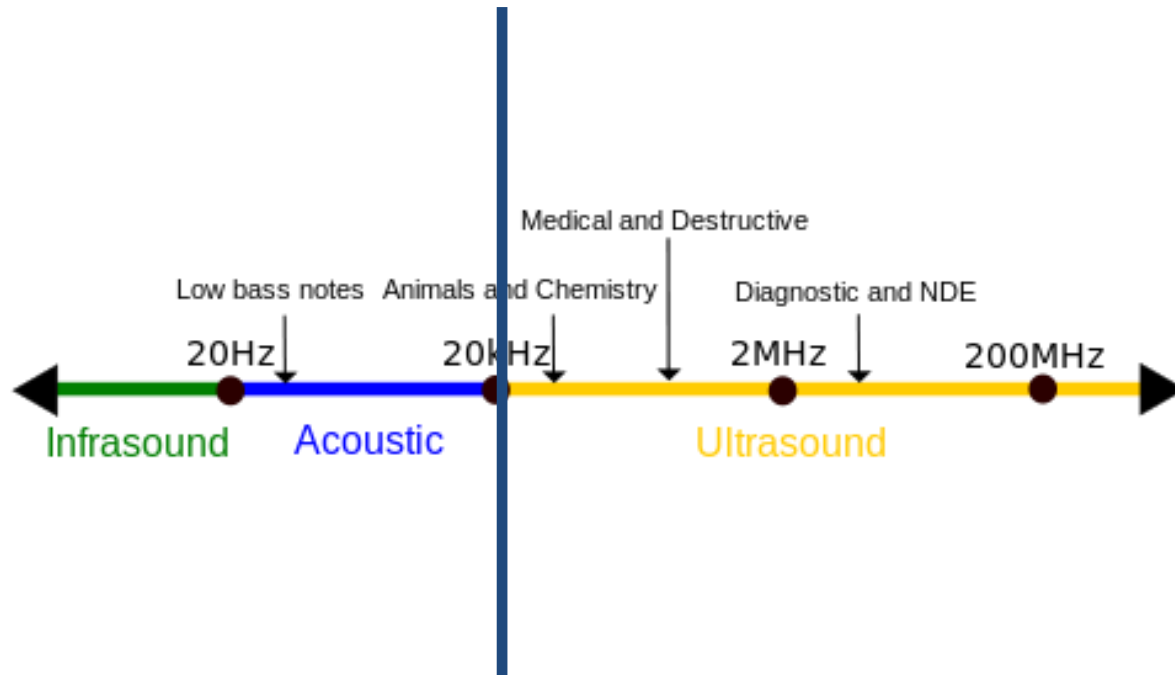 Medical and Destructive
Low bass notes
Animals and Chemistry
Diagnostic and NDE
20Hz
20kHz
2MHz
200MHz
Infrasound
Acoustic
Ultrasound